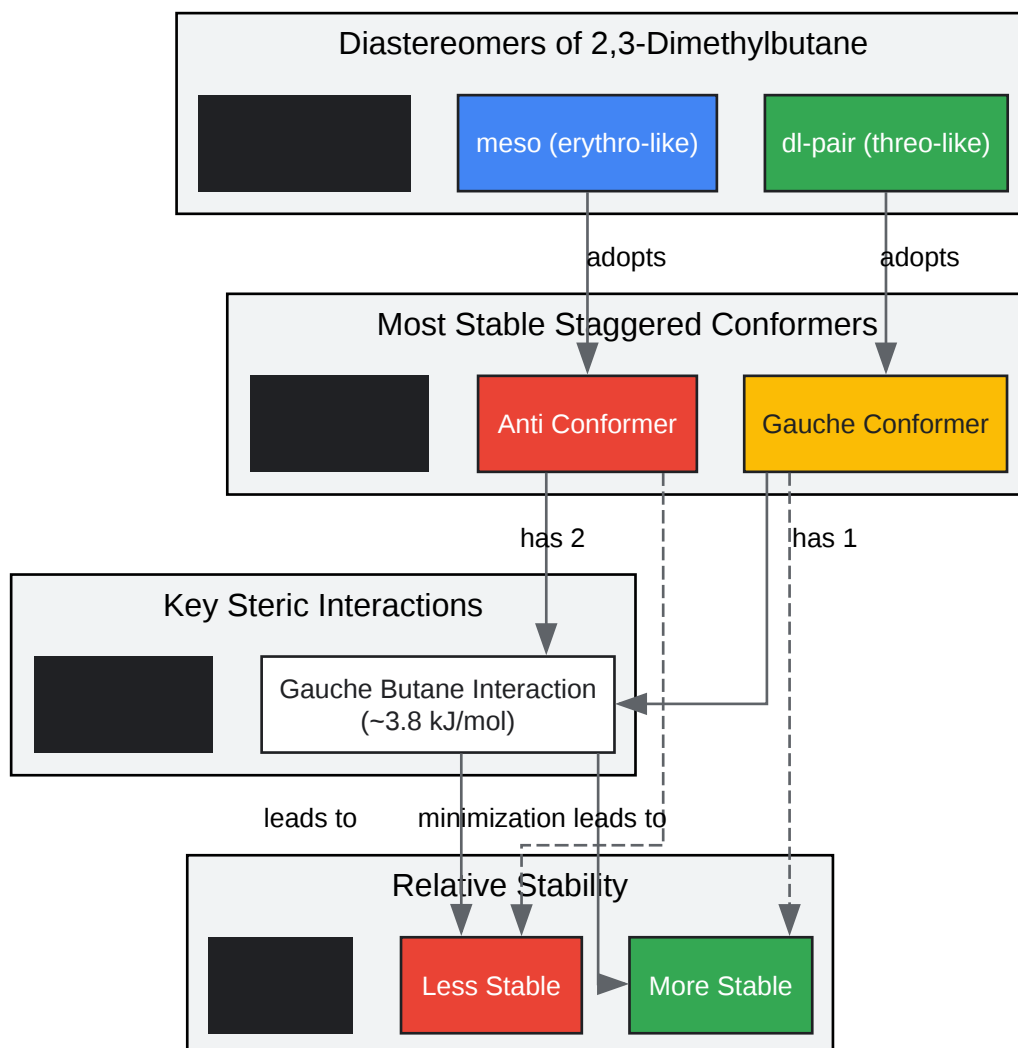 Diastereomers of 2,3-Dimethylbutane
meso (erythro-like)
dl-pair (threo-like)
adopts
adopts
Most Stable Staggered Conformers
Anti Conformer
Gauche Conformer
has 2
has 1
Key Steric Interactions
Gauche Butane Interaction
(~3.8 kJ/mol)
leads to
minimization leads to
Relative Stability
Less Stable
More Stable